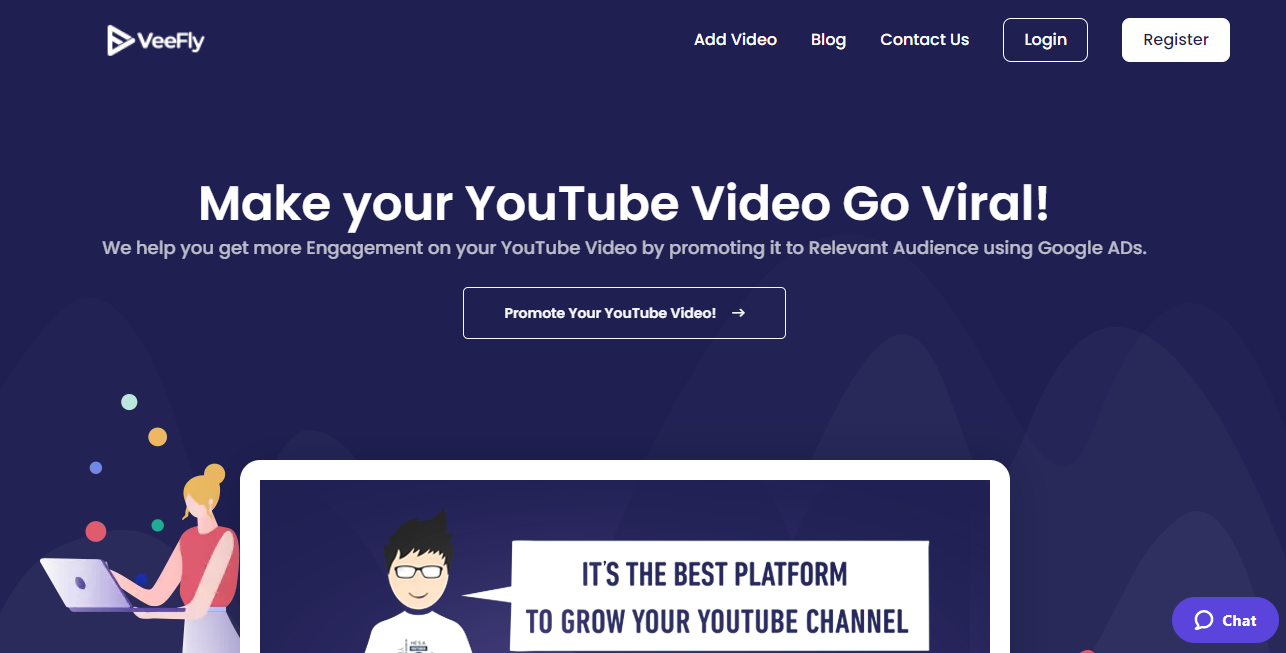 VeeFly
Add Video
Blog
Contact Us
Login
Register
Make your YouTube Video Go Viral!
We help you get more Engagement on your YouTube Video by promoting it to Relevant Audience using Google ADs.
Promote Your YouTube Video! →
IT'S THE BEST PLATFORM
TO GROW YOUR YOUTUBE CHANNEL
HE'S A
Chat